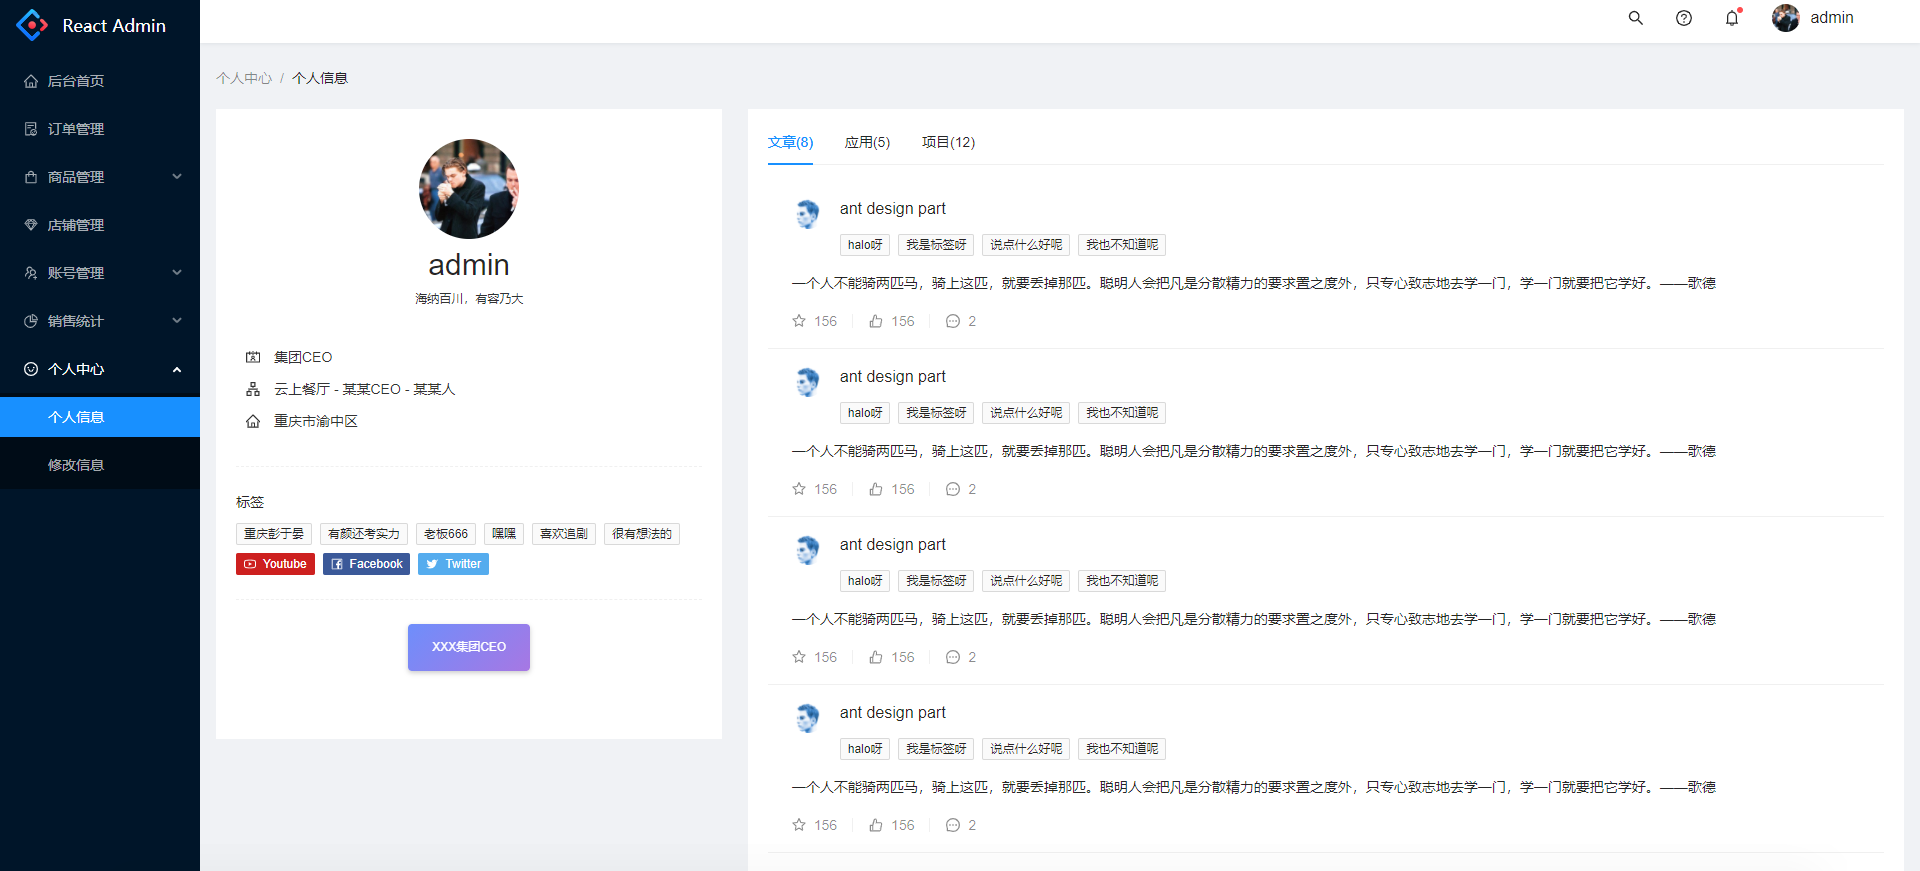 React Admin
admin
后台首页
订单管理
商品管理
店铺管理
账号管理
销售统计
个人中心
个人信息
修改信息
个人中心 / 个人信息
admin
海纳百川，有容乃大
集团CEO
云上餐厅 - 某某CEO - 某某人
重庆市渝中区
标签
重庆彭于晏 有颜还考实力 老板666 嘿嘿 喜欢追剧 很有想法的
Youtube Facebook Twitter
XXX集团CEO
文章(8) 应用(5) 项目(12)
ant design part
halo呀 我是标签呀 说点什么好呢 我也不知道呢
一个人不能骑两匹马，骑上这匹，就要丢掉那匹。聪明人会把凡是分散精力的要求置之度外，只专心致志地去学一门，学一门就要把它学好。——歌德
156 156 2
ant design part
halo呀 我是标签呀 说点什么好呢 我也不知道呢
一个人不能骑两匹马，骑上这匹，就要丢掉那匹。聪明人会把凡是分散精力的要求置之度外，只专心致志地去学一门，学一门就要把它学好。——歌德
156 156 2
ant design part
halo呀 我是标签呀 说点什么好呢 我也不知道呢
一个人不能骑两匹马，骑上这匹，就要丢掉那匹。聪明人会把凡是分散精力的要求置之度外，只专心致志地去学一门，学一门就要把它学好。——歌德
156 156 2
ant design part
halo呀 我是标签呀 说点什么好呢 我也不知道呢
一个人不能骑两匹马，骑上这匹，就要丢掉那匹。聪明人会把凡是分散精力的要求置之度外，只专心致志地去学一门，学一门就要把它学好。——歌德
156 156 2